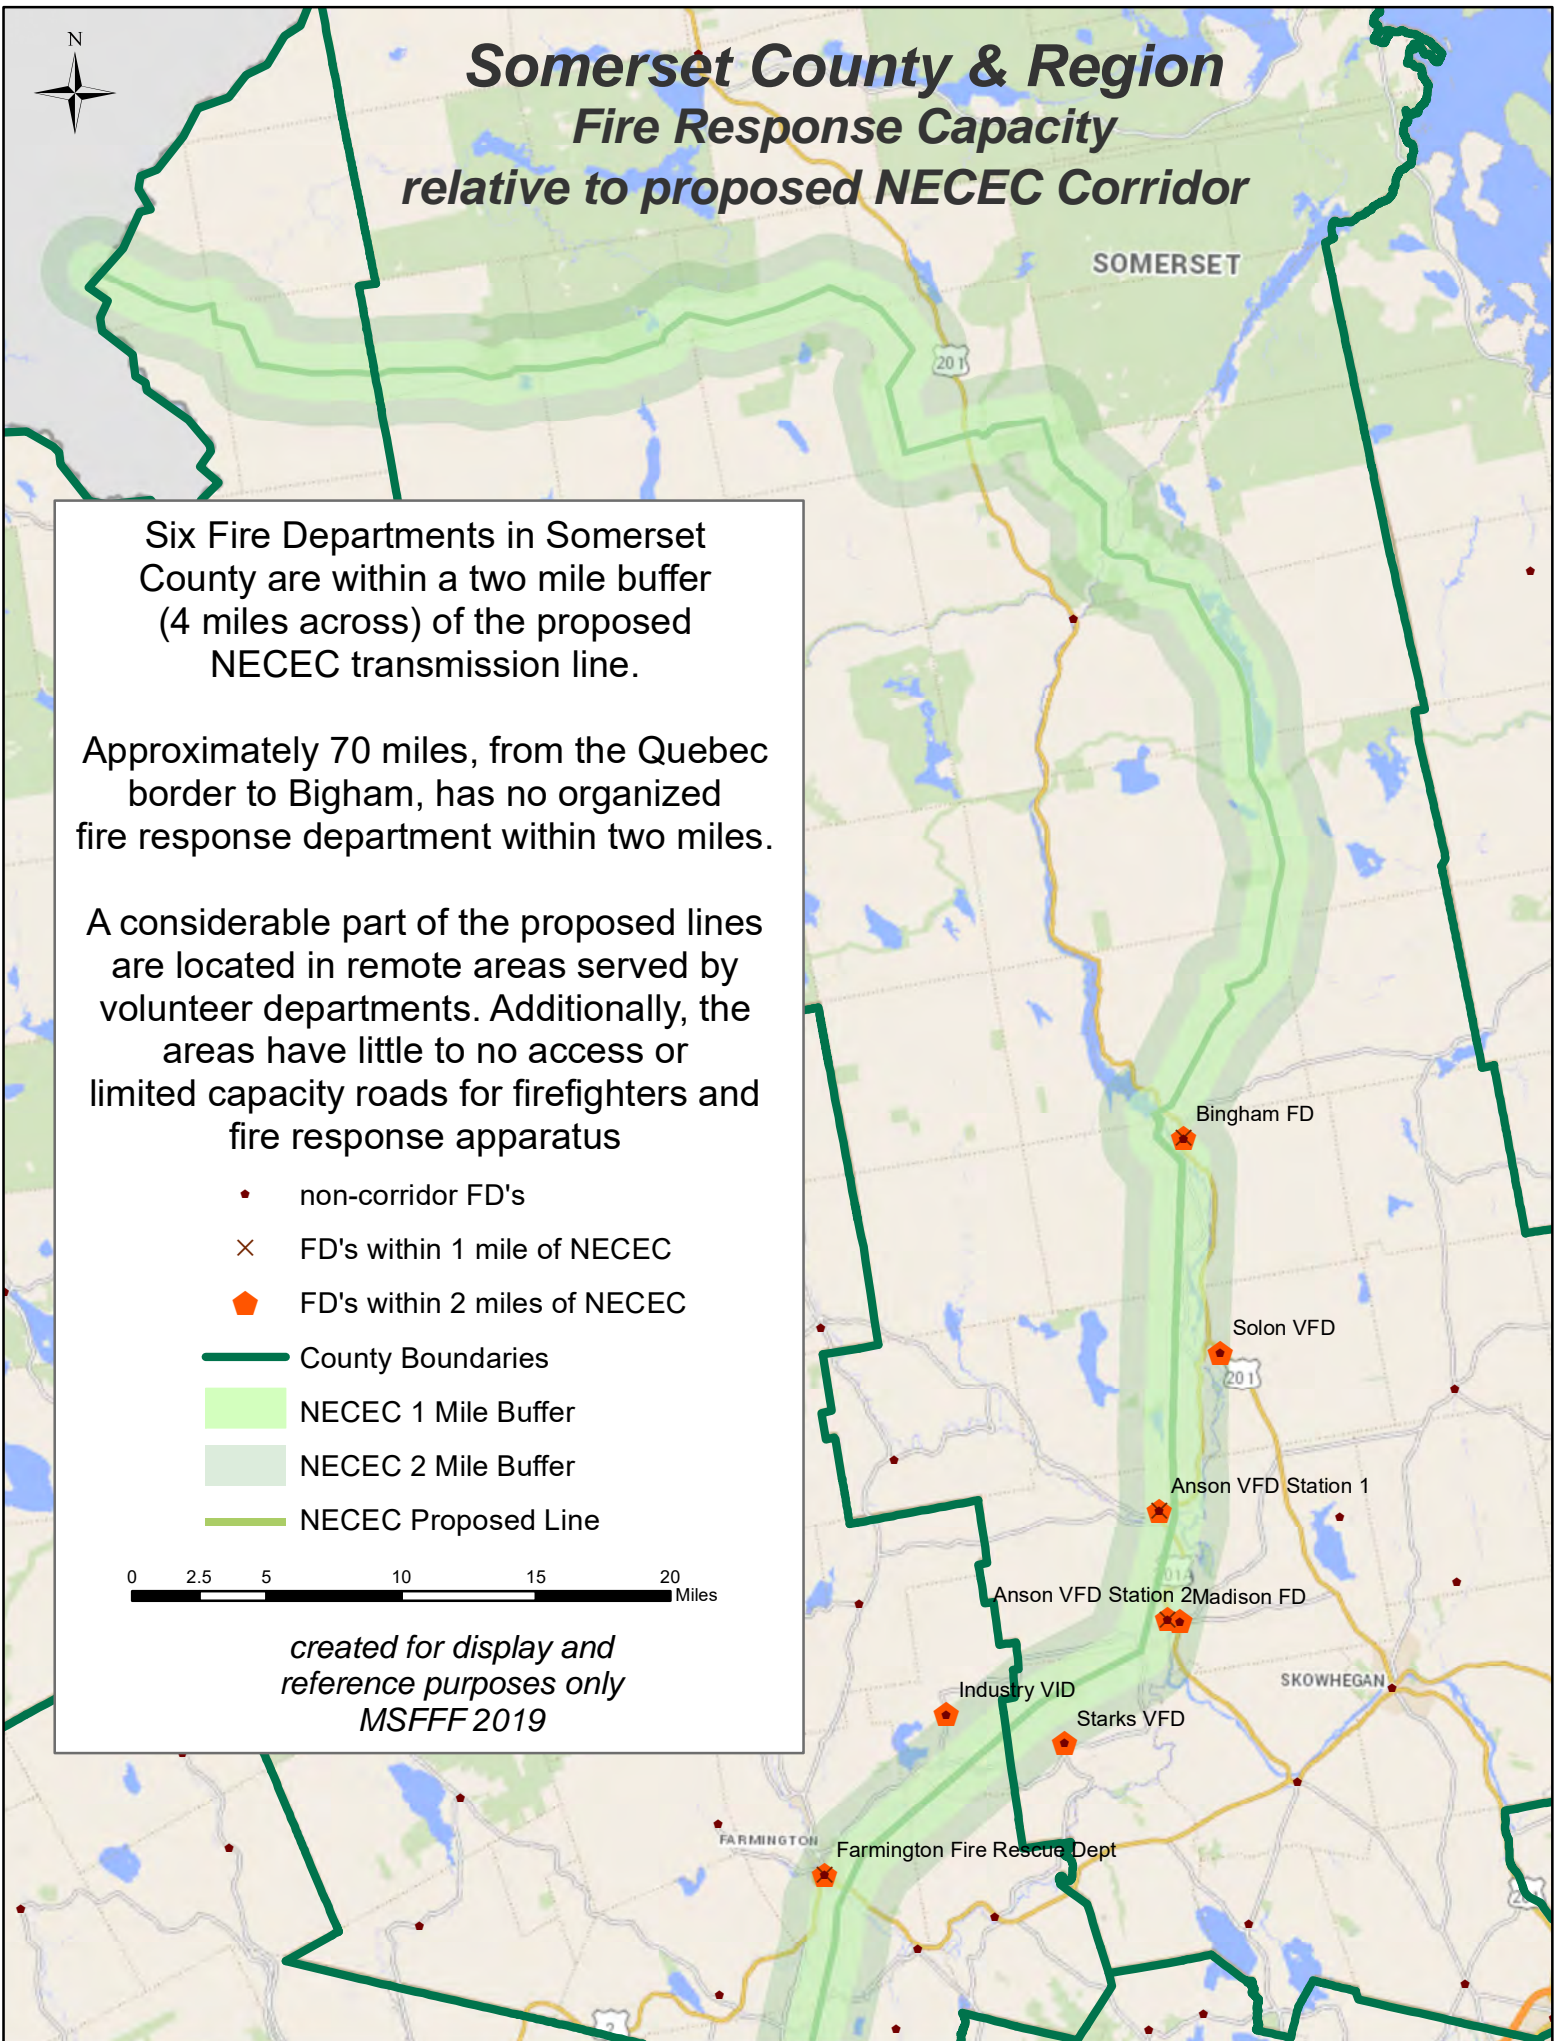 N
Somerset County & Region
Fire Response Capacity
relative to proposed NECEC Corridor
SOMERSET
201
Six Fire Departments in Somerset
County are within a two mile buffer
(4 miles across) of the proposed
NECEC transmission line.
Approximately 70 miles, from the Quebec
border to Bigham, has no organized
fire response department within two miles.
A considerable part of the proposed lines
are located in remote areas served by
volunteer departments. Additionally, the
areas have little to no access or
limited capacity roads for firefighters and
fire response apparatus
non-corridor FD's
FD's within 1 mile of NECEC
FD's within 2 miles of NECEC
County Boundaries
NECEC 1 Mile Buffer
NECEC 2 Mile Buffer
NECEC Proposed Line
0 2.5 5 10 15 20
Miles
created for display and
reference purposes only
MSFFF 2019
Bingham FD
Solon VFD
201
Anson VFD Station 1
Anson VFD Station 2
Madison FD
SKOWHEGAN
Industry VID
Starks VFD
FARMINGTON
Farmington Fire Rescue Dept
2